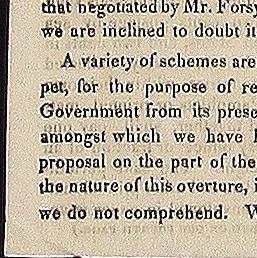 that negotiated by Mr. Forsy
we are inclined to doubt it
A variety of schemes are
pet, for the purpose of re
Government from its prese
amongst which we have h
proposal on the part of the
the nature of this overture, i
we do not comprehend. W